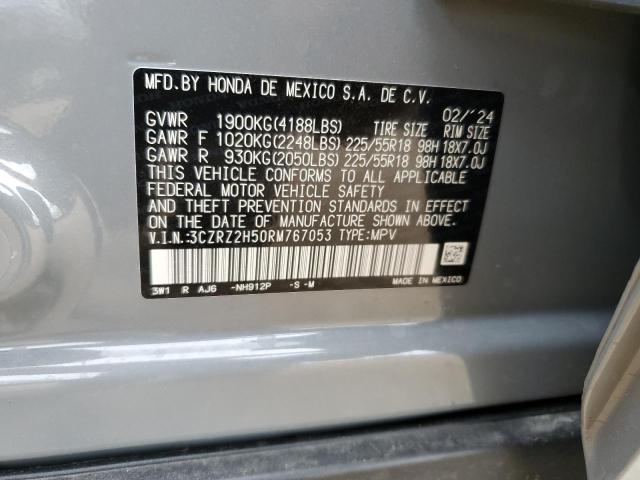 MFD.BY HONDA DE MEXICO S.A. DE C.V.
02/'24
GVWR 1900KG(4188LBS) TIRE SIZE RIM SIZE
GAWR F 1020KG(2248LBS) 225/55R18 98H 18X7.0J
GAWR R 930KG(2050LBS) 225/55R18 98H 18X7.0J
THIS VEHICLE CONFORMS TO ALL APPLICABLE
FEDERAL MOTOR VEHICLE SAFETY
AND THEFT PREVENTION STANDARDS IN EFFECT
ON THE DATE OF MANUFACTURE SHOWN ABOVE.
V.I.N.:3CZRZ2H50RM767053 TYPE:MPV
3W1 R AJ6 -NH912P -S -M MADE IN MEXICO